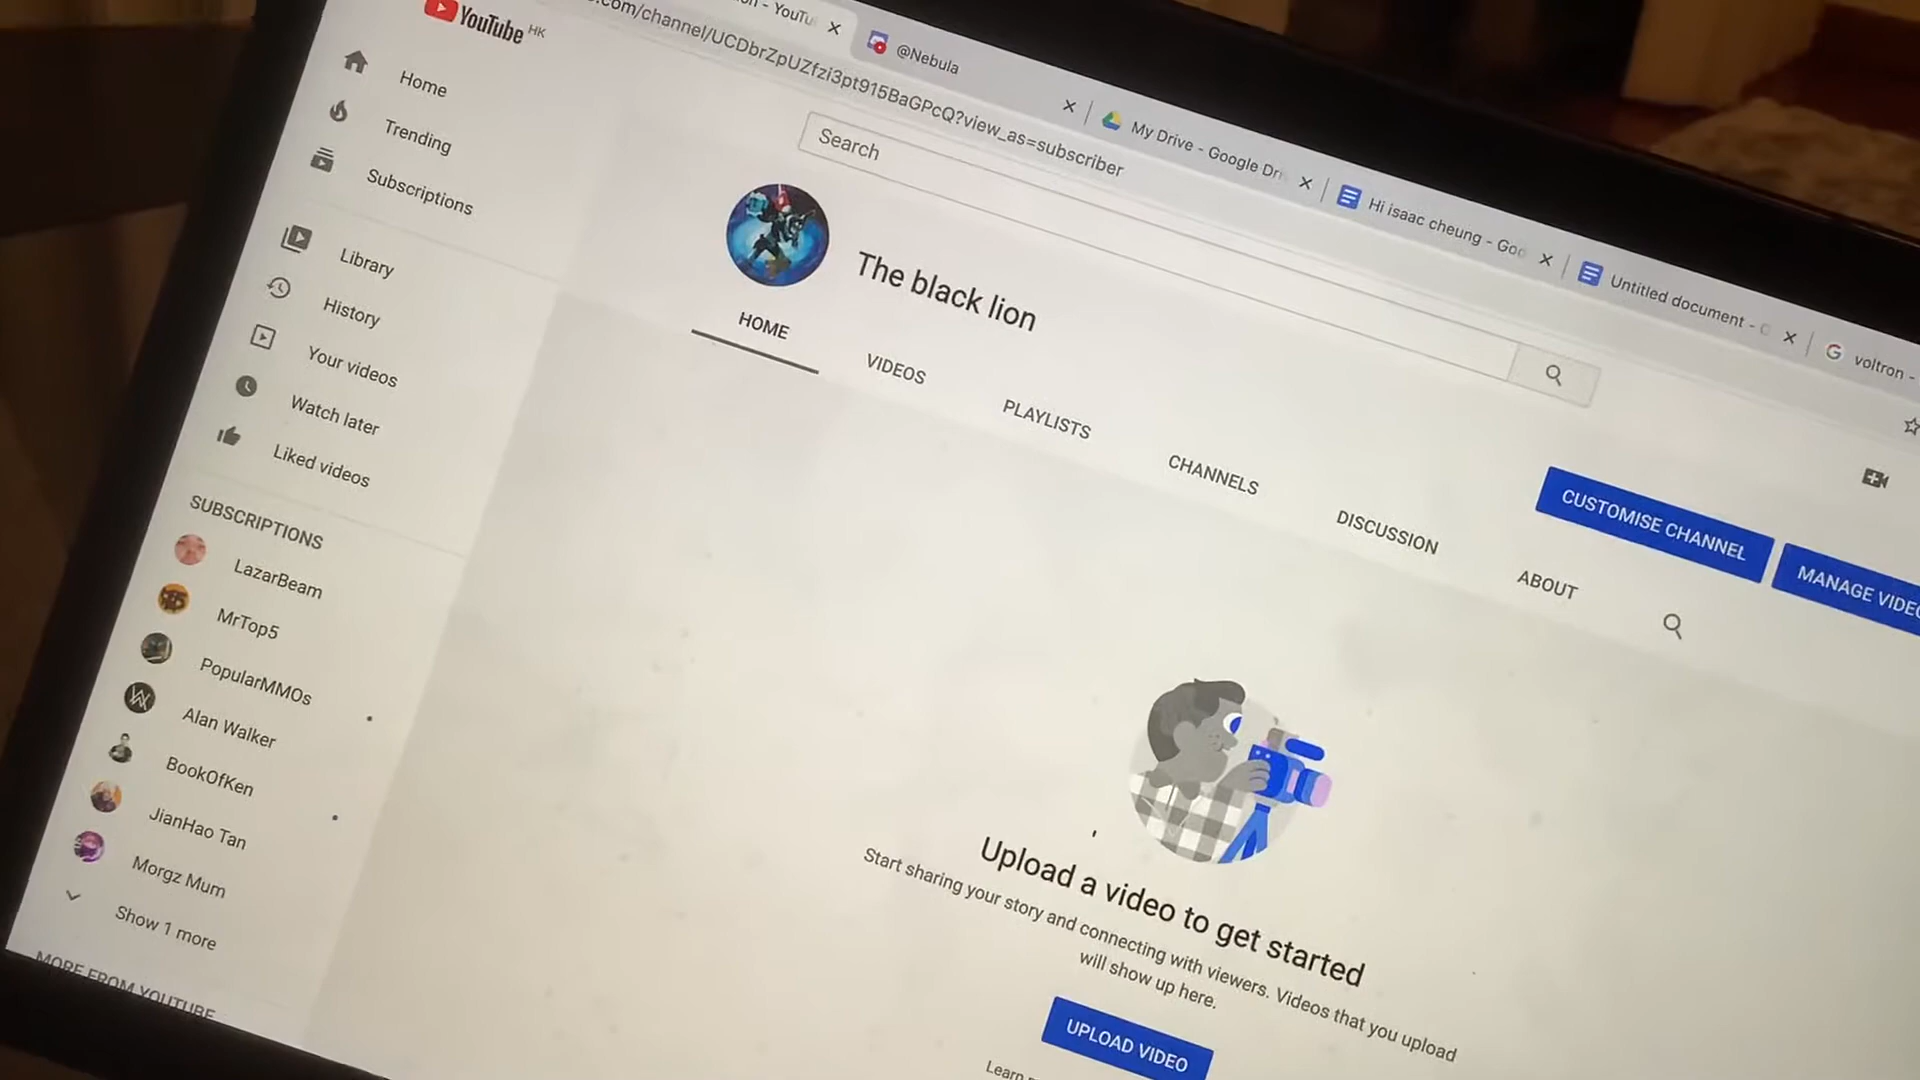 YouTube HK
- YouTu
@Nebula
My Drive - Google Dri
Hi isaac cheung - Goo
Untitled document -
voltron -
.com/channel/UCDbrZpUZfzi3pt915BaGPcQ?view_as=subscriber
Search
Home
Trending
Subscriptions
Library
History
Your videos
Watch later
Liked videos
SUBSCRIPTIONS
LazarBeam
MrTop5
PopularMMOs
Alan Walker
BookOfKen
JianHao Tan
Morgz Mum
Show 1 more
MORE FROM YOUTUBE
The black lion
CUSTOMISE CHANNEL
MANAGE VIDEO
HOME
VIDEOS
PLAYLISTS
CHANNELS
DISCUSSION
ABOUT
Upload a video to get started
Start sharing your story and connecting with viewers. Videos that you upload
will show up here.
UPLOAD VIDEO
Learn